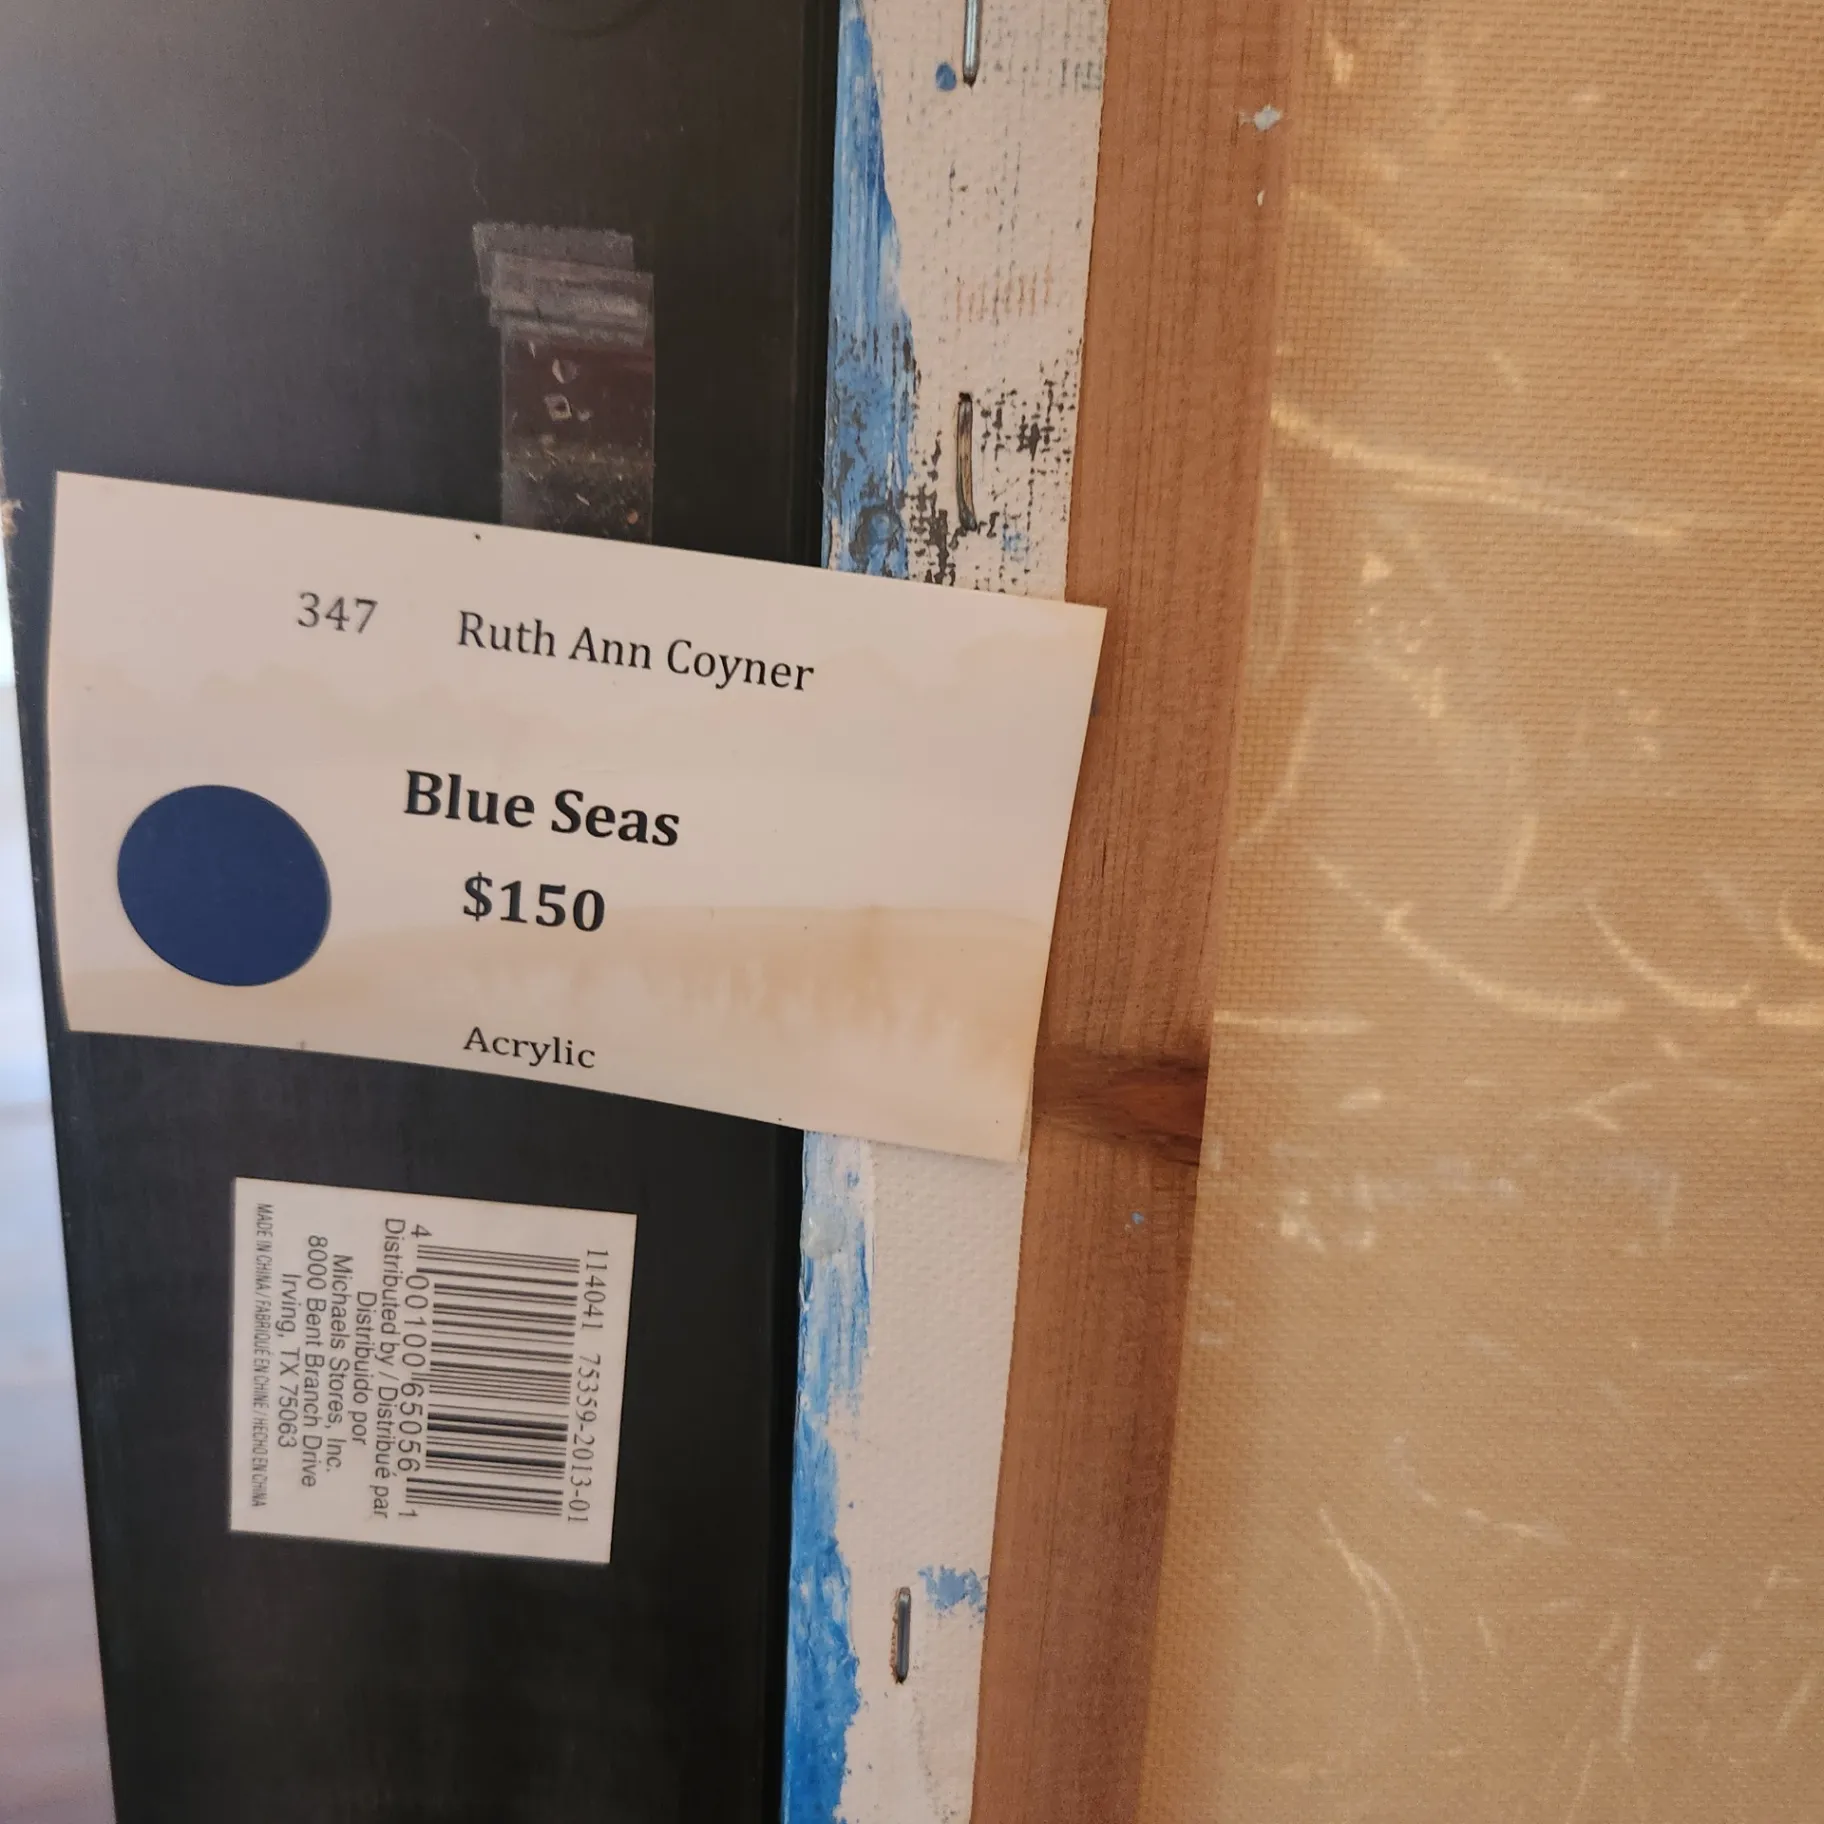 347 Ruth Ann Coyner
Blue Seas
$150
Acrylic
114041 75359-2013-01
4 00100 65056 1
Distributed by / Distribué par
Distribuido por
Michaels Stores, Inc.
8000 Bent Branch Drive
Irving, TX 75063
MADE IN CHINA / FABRIQUÉ EN CHINE / HECHO EN CHINA